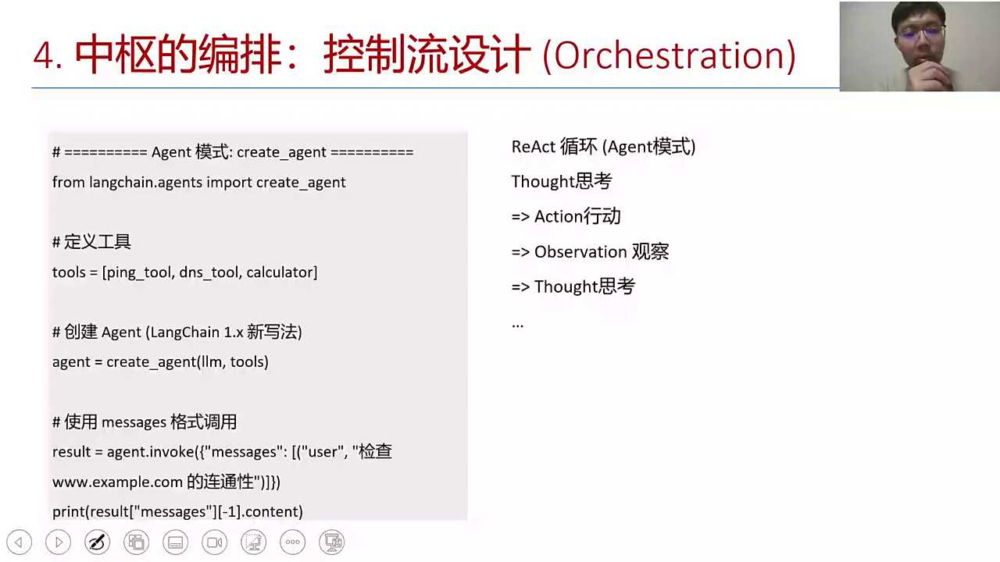 4. 中枢的编排：控制流设计 (Orchestration)
# ========== Agent 模式: create_agent ==========
from langchain.agents import create_agent
# 定义工具
tools = [ping_tool, dns_tool, calculator]
# 创建 Agent (LangChain 1.x 新写法)
agent = create_agent(llm, tools)
# 使用 messages 格式调用
result = agent.invoke({"messages": [("user", "检查
www.example.com 的连通性")]})
print(result["messages"][-1].content)
ReAct 循环 (Agent模式)
Thought思考
=> Action行动
=> Observation 观察
=> Thought思考
...